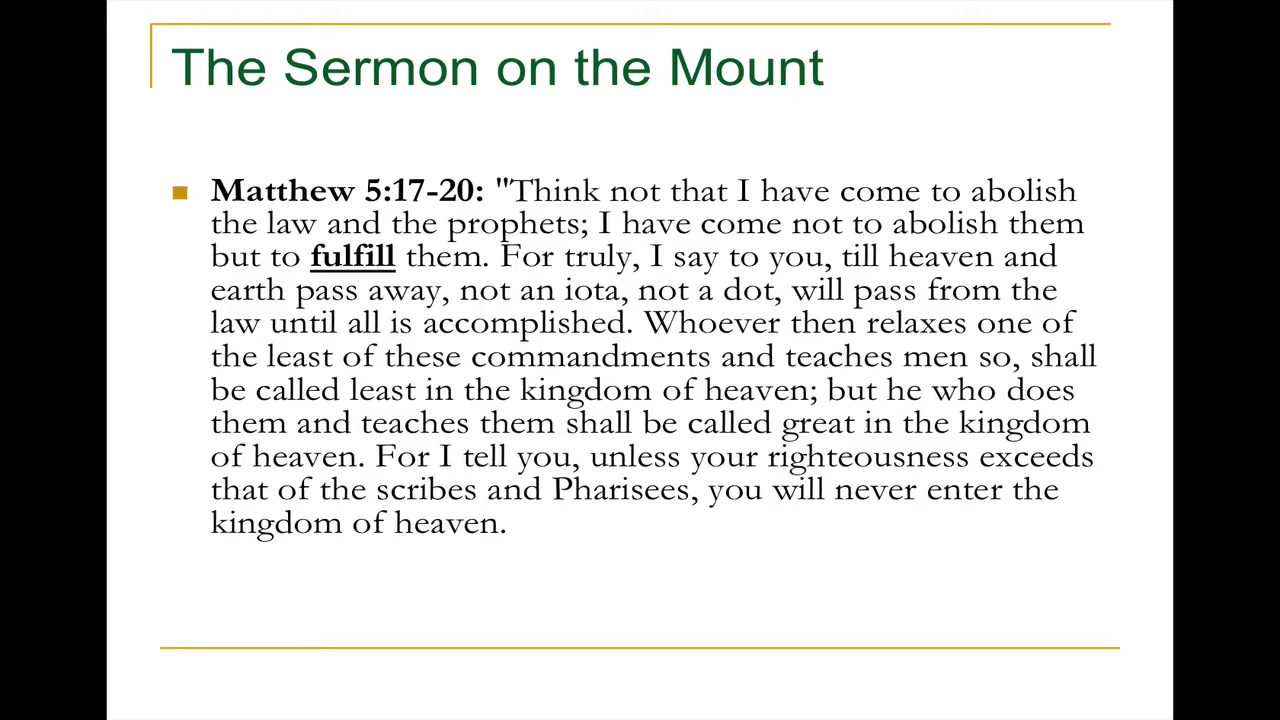 The Sermon on the Mount
Matthew 5:17-20: "Think not that I have come to abolish
the law and the prophets; I have come not to abolish them
but to fulfill them. For truly, I say to you, till heaven and
earth pass away, not an iota, not a dot, will pass from the
law until all is accomplished. Whoever then relaxes one of
the least of these commandments and teaches men so, shall
be called least in the kingdom of heaven; but he who does
them and teaches them shall be called great in the kingdom
of heaven. For I tell you, unless your righteousness exceeds
that of the scribes and Pharisees, you will never enter the
kingdom of heaven.